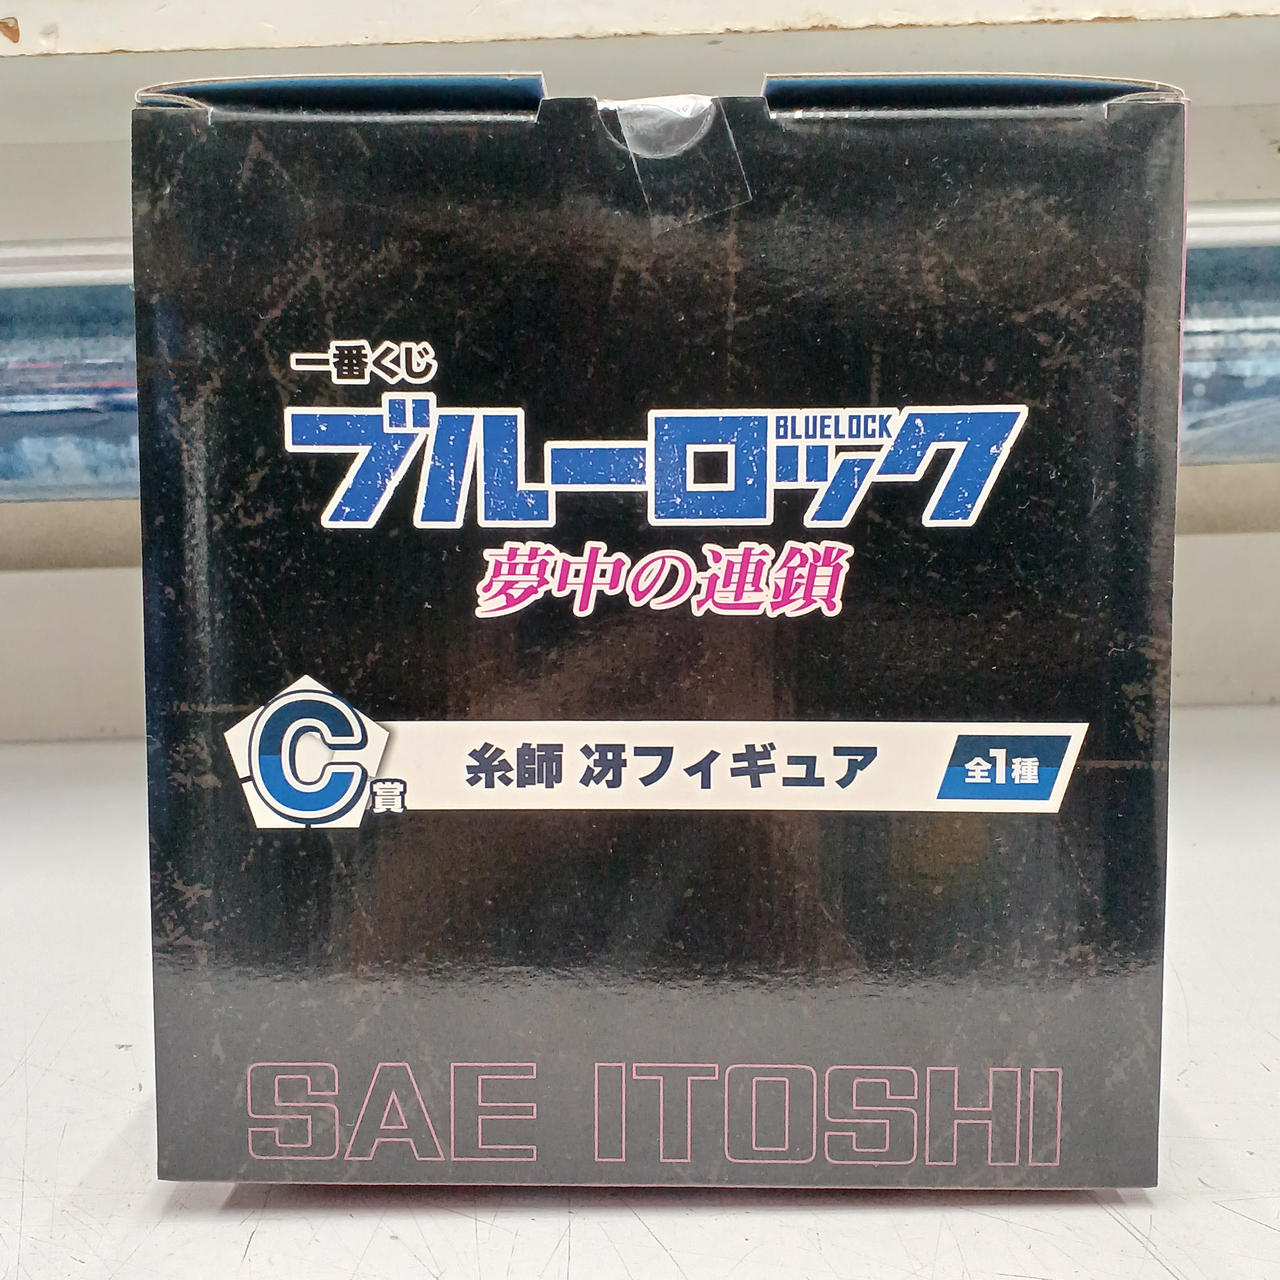 一番くじ
ブルーロック
BLUELOCK
夢中の連鎖
C賞
糸師 冴フィギュア
全1種
SAE ITOSHI